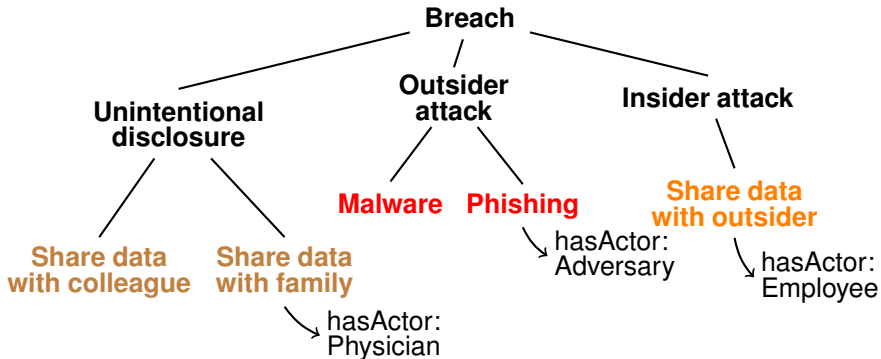 Breach
Unintentional
disclosure
Outsider
attack
Insider attack
Malware
Phishing
Share data
with outsider
Share data
with colleague
Share data
with family
hasActor:
Adversary
hasActor:
Employee
hasActor:
Physician